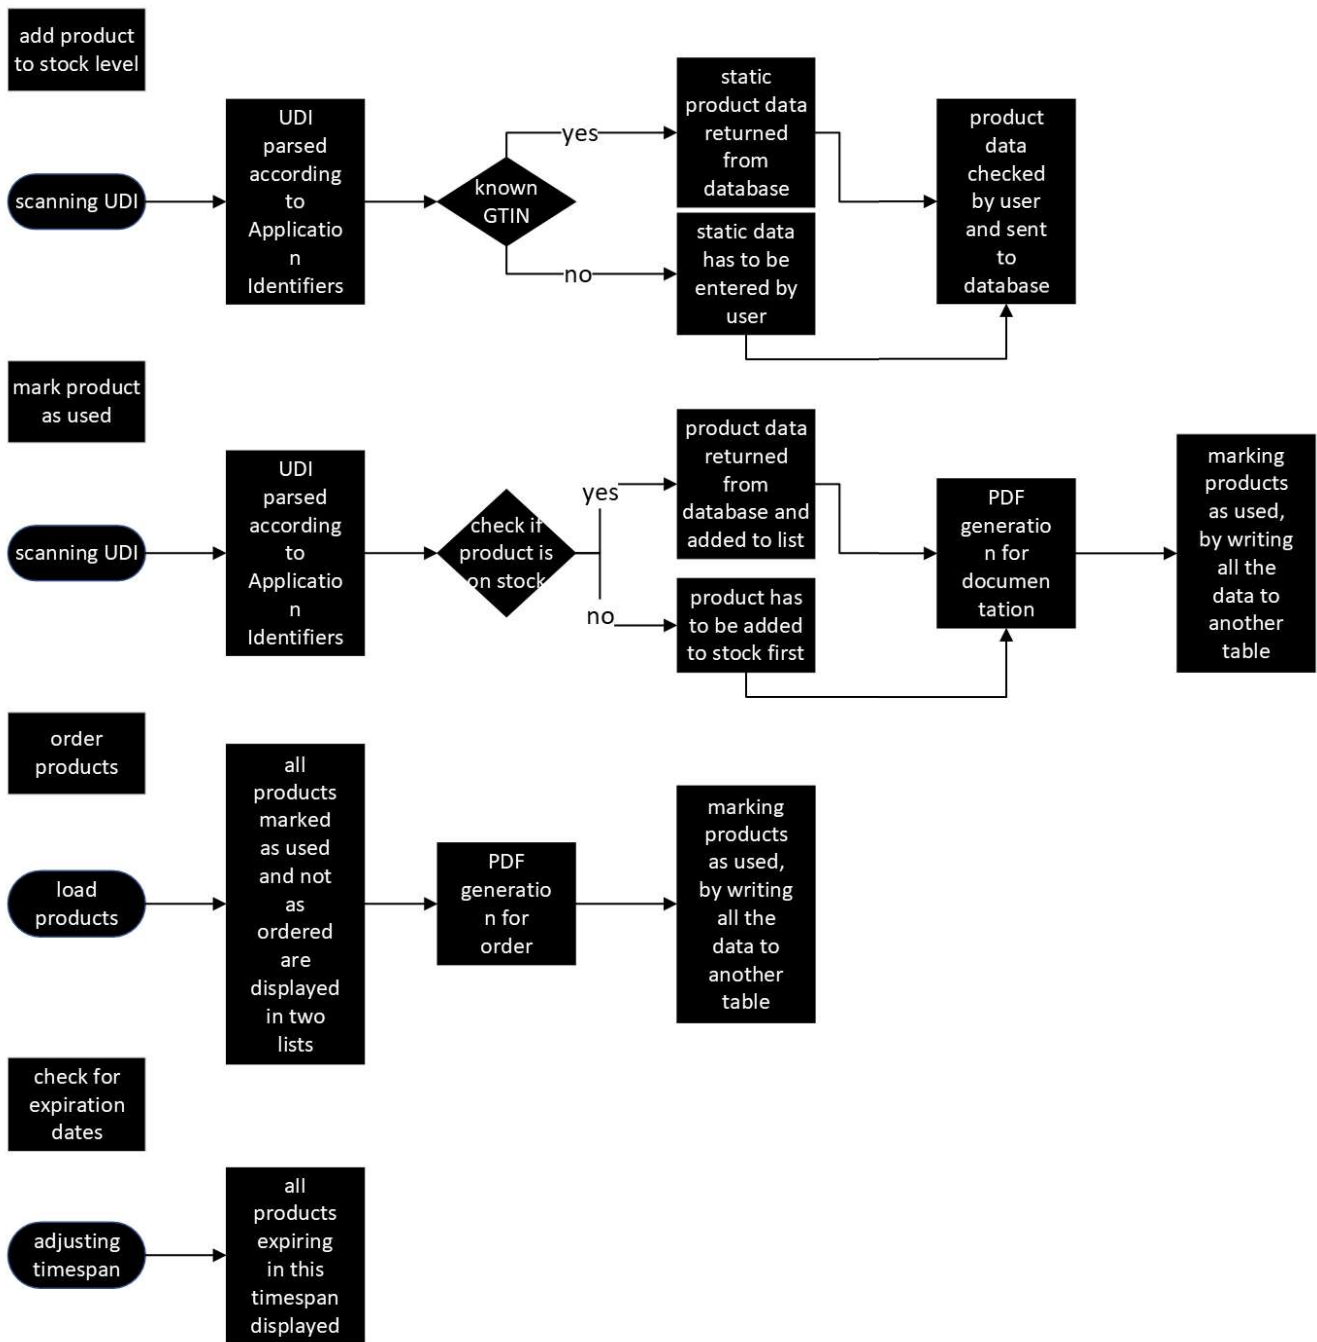 add product
to stock level
scanning UDI
UDI
parsed
according
to
Applicatio
n
Identifiers
known
GTIN
yes
no
static
product data
returned
from
database
static data
has to be
entered by
user
product
data
checked
by user
and sent
to
database
mark product
as used
scanning UDI
UDI
parsed
according
to
Applicatio
n
Identifiers
check if
product is
on stock
yes
no
product data
returned
from
database and
added to list
product has
to be added
to stock first
PDF
generatio
n for
documen
tation
marking
products
as used,
by writing
all the
data to
another
table
order
products
load
products
all
products
marked
as used
and not
as
ordered
are
displayed
in two
lists
PDF
generatio
n for
order
marking
products
as used,
by writing
all the
data to
another
table
check for
expiration
dates
adjusting
timespan
all
products
expiring
in this
timespan
displayed